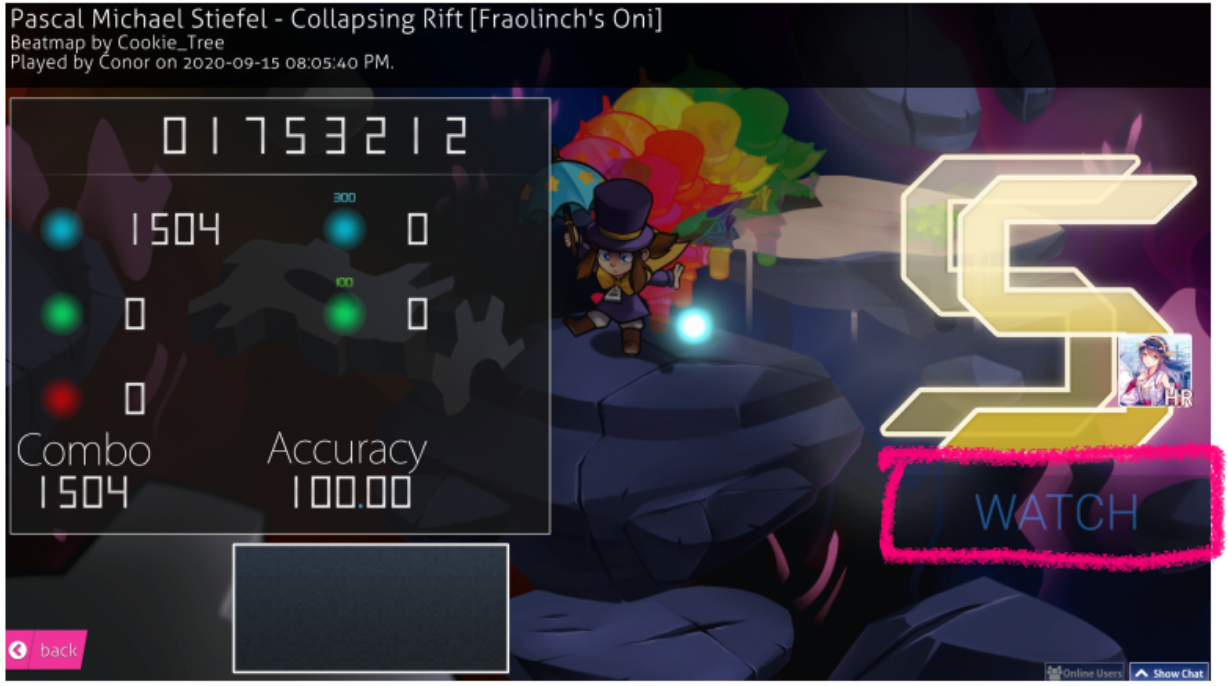 Pascal Michael Stiefel - Collapsing Rift [Fraolinch's Oni]
Beatmap by Cookie_Tree
Played by Conor on 2020-09-15 08:05:40 PM.
01753212
1504
300
0
0
100
0
0
HR
Combo
Accuracy
1504
100.00
WATCH
back
Online Users
Show Chat